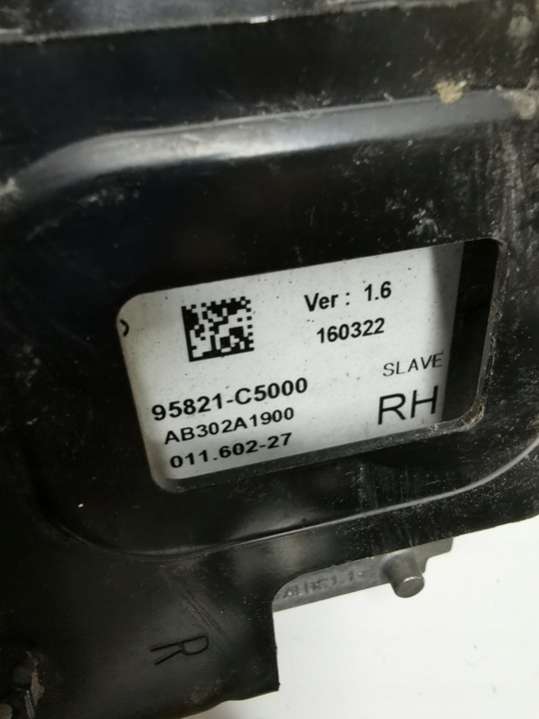 Ver : 1.6
160322
95821-C5000
SLAVE
AB302A1900
RH
011.602-27
R